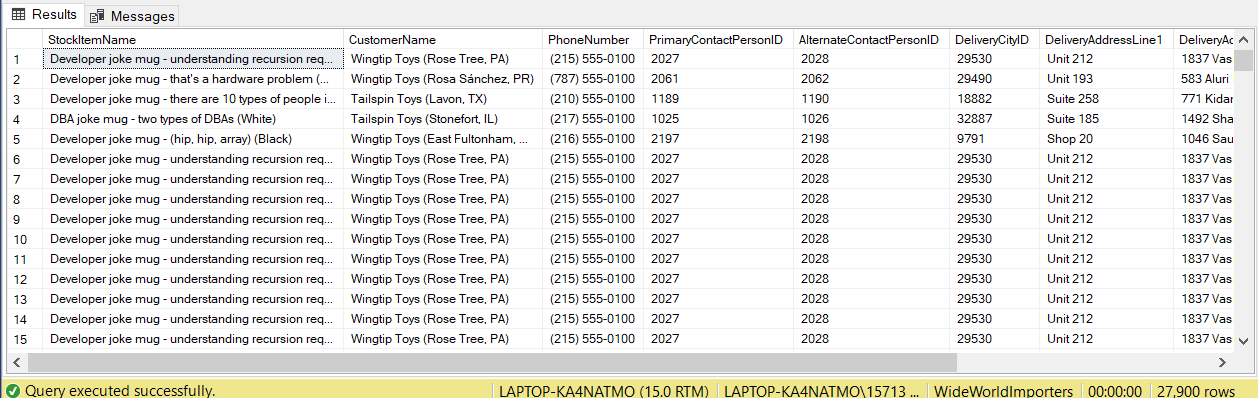 Results Messages
StockItemName CustomerName PhoneNumber PrimaryContactPersonID AlternateContactPersonID DeliveryCityID DeliveryAddressLine1 DeliveryAc
1 Developer joke mug - understanding recursion req... Wingtip Toys (Rose Tree, PA) (215) 555-0100 2027 2028 29530 Unit 212 1837 Vas
2 Developer joke mug - that's a hardware problem (... Wingtip Toys (Rosa Sánchez, PR) (787) 555-0100 2061 2062 29490 Unit 193 583 Aluri
3 Developer joke mug - there are 10 types of people i... Tailspin Toys (Lavon, TX) (210) 555-0100 1189 1190 18882 Suite 258 771 Kidar
4 DBA joke mug - two types of DBAs (White) Tailspin Toys (Stonefort, IL) (217) 555-0100 1025 1026 32887 Suite 185 1492 Sha
5 Developer joke mug - (hip, hip, array) (Black) Wingtip Toys (East Fultonham, ... (216) 555-0100 2197 2198 9791 Shop 20 1046 Sau
6 Developer joke mug - understanding recursion req... Wingtip Toys (Rose Tree, PA) (215) 555-0100 2027 2028 29530 Unit 212 1837 Vas
7 Developer joke mug - understanding recursion req... Wingtip Toys (Rose Tree, PA) (215) 555-0100 2027 2028 29530 Unit 212 1837 Vas
8 Developer joke mug - understanding recursion req... Wingtip Toys (Rose Tree, PA) (215) 555-0100 2027 2028 29530 Unit 212 1837 Vas
9 Developer joke mug - understanding recursion req... Wingtip Toys (Rose Tree, PA) (215) 555-0100 2027 2028 29530 Unit 212 1837 Vas
10 Developer joke mug - understanding recursion req... Wingtip Toys (Rose Tree, PA) (215) 555-0100 2027 2028 29530 Unit 212 1837 Vas
11 Developer joke mug - understanding recursion req... Wingtip Toys (Rose Tree, PA) (215) 555-0100 2027 2028 29530 Unit 212 1837 Vas
12 Developer joke mug - understanding recursion req... Wingtip Toys (Rose Tree, PA) (215) 555-0100 2027 2028 29530 Unit 212 1837 Vas
13 Developer joke mug - understanding recursion req... Wingtip Toys (Rose Tree, PA) (215) 555-0100 2027 2028 29530 Unit 212 1837 Vas
14 Developer joke mug - understanding recursion req... Wingtip Toys (Rose Tree, PA) (215) 555-0100 2027 2028 29530 Unit 212 1837 Vas
15 Developer joke mug - understanding recursion req... Wingtip Toys (Rose Tree, PA) (215) 555-0100 2027 2028 29530 Unit 212 1837 Vas
Query executed successfully. LAPTOP-KA4NATMO (15.0 RTM) LAPTOP-KA4NATMO\15713 ... WideWorldImporters 00:00:00 27,900 rows